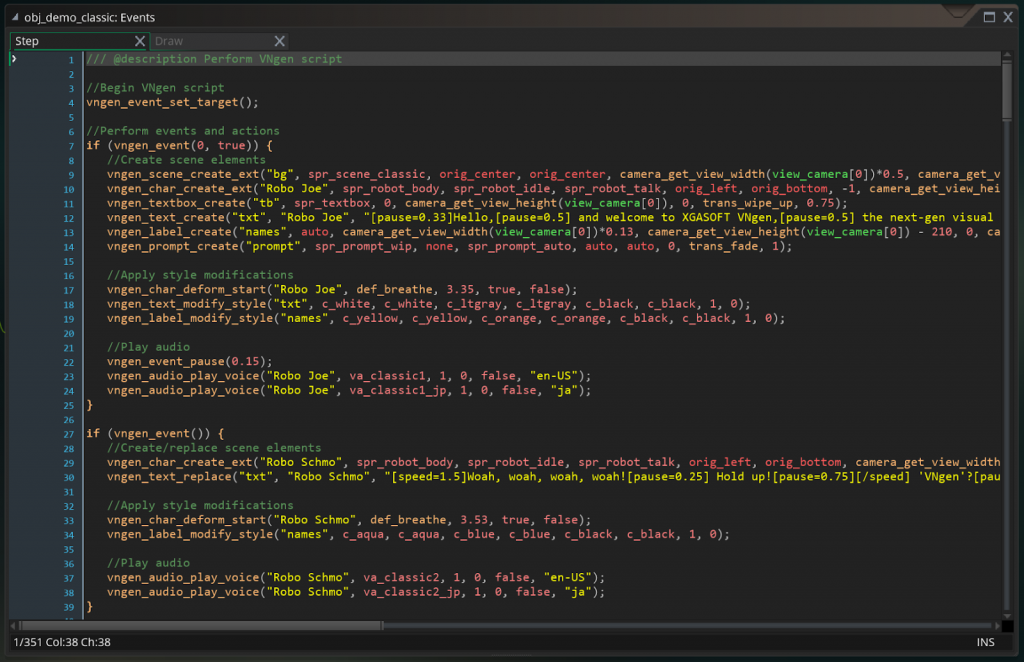 obj_demo_classic: Events
Step
Draw
1 /// @description Perform VNgen script
2
3 //Begin VNgen script
4 vngen_event_set_target();
5
6 //Perform events and actions
7 if (vngen_event(0, true)) {
8 //Create scene elements
9 vngen_scene_create_ext("bg", spr_scene_classic, orig_center, orig_center, camera_get_view_width(view_camera[0])*0.5, camera_get_v
10 vngen_char_create_ext("Robo Joe", spr_robot_body, spr_robot_idle, spr_robot_talk, orig_left, orig_bottom, -1, camera_get_view_hei
11 vngen_textbox_create("tb", spr_textbox, 0, camera_get_view_height(view_camera[0]), 0, trans_wipe_up, 0.75);
12 vngen_text_create("txt", "Robo Joe", "[pause=0.33]Hello,[pause=0.5] and welcome to XGASOFT VNgen,[pause=0.5] the next-gen visual
13 vngen_label_create("names", auto, camera_get_view_width(view_camera[0])*0.13, camera_get_view_height(view_camera[0]) - 210, 0, ca
14 vngen_prompt_create("prompt", spr_prompt_wip, none, spr_prompt_auto, auto, auto, 0, trans_fade, 1);
15
16 //Apply style modifications
17 vngen_char_deform_start("Robo Joe", def_breathe, 3.35, true, false);
18 vngen_text_modify_style("txt", c_white, c_white, c_ltgray, c_ltgray, c_black, c_black, 1, 0);
19 vngen_label_modify_style("names", c_yellow, c_yellow, c_orange, c_orange, c_black, c_black, 1, 0);
20
21 //Play audio
22 vngen_event_pause(0.15);
23 vngen_audio_play_voice("Robo Joe", va_classic1, 1, 0, false, "en-US");
24 vngen_audio_play_voice("Robo Joe", va_classic1_jp, 1, 0, false, "ja");
25 }
26
27 if (vngen_event()) {
28 //Create/replace scene elements
29 vngen_char_create_ext("Robo Schmo", spr_robot_body, spr_robot_idle, spr_robot_talk, orig_left, orig_bottom, camera_get_view_width
30 vngen_text_replace("txt", "Robo Schmo", "[speed=1.5]Woah, woah, woah, woah![pause=0.25] Hold up![pause=0.75][/speed] 'VNgen'?[pau
31
32 //Apply style modifications
33 vngen_char_deform_start("Robo Schmo", def_breathe, 3.53, true, false);
34 vngen_label_modify_style("names", c_aqua, c_aqua, c_blue, c_blue, c_black, c_black, 1, 0);
35
36 //Play audio
37 vngen_audio_play_voice("Robo Schmo", va_classic2, 1, 0, false, "en-US");
38 vngen_audio_play_voice("Robo Schmo", va_classic2_jp, 1, 0, false, "ja");
39 }
1/351 Col:38 Ch:38
INS